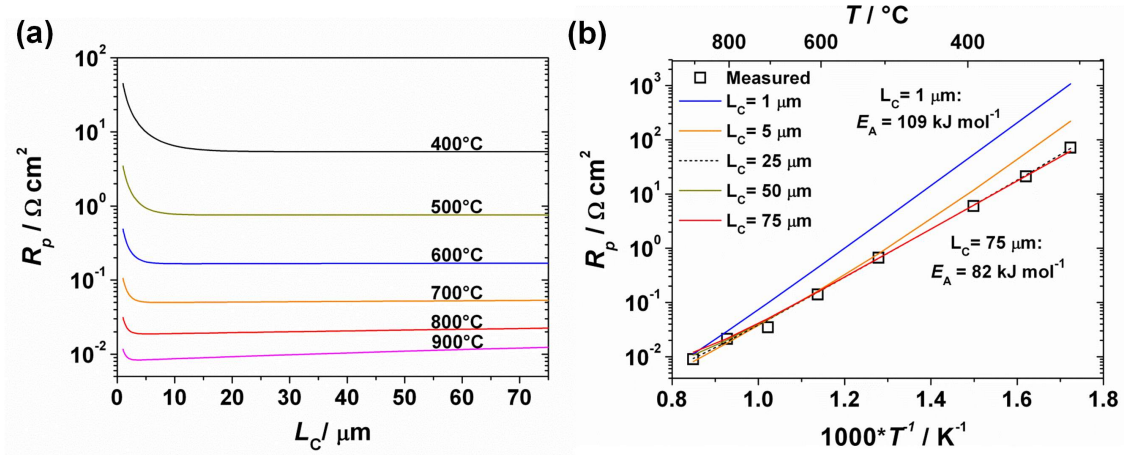 (a)
10²
10¹
10⁰
10⁻¹
10⁻²
R_p / Ω cm²
400°C
500°C
600°C
700°C
800°C
900°C
0 10 20 30 40 50 60 70
L_C/ μm
(b)
T / °C
800 600 400
10³
10²
10¹
10⁰
10⁻¹
10⁻²
R_p / Ω cm²
Measured
L_C= 1 μm
L_C= 5 μm
L_C= 25 μm
L_C= 50 μm
L_C= 75 μm
L_C= 1 μm:
E_A = 109 kJ mol⁻¹
L_C= 75 μm:
E_A = 82 kJ mol⁻¹
0.8 1.0 1.2 1.4 1.6 1.8
1000*T⁻¹ / K⁻¹